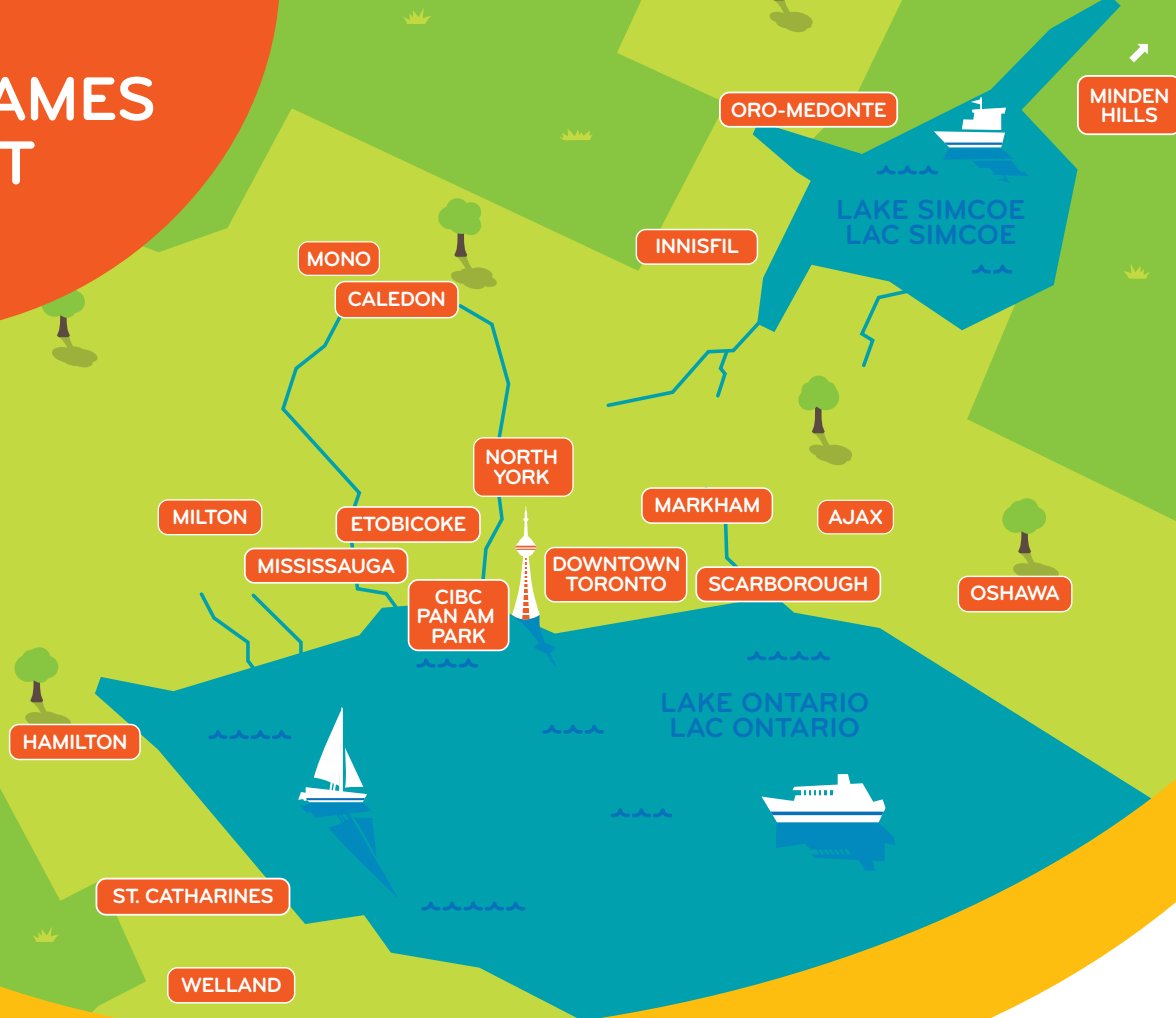 AMES
T
ORO-MEDONTE
MINDEN
HILLS
LAKE SIMCOE
LAC SIMCOE
INNISFIL
MONO
CALEDON
NORTH
YORK
MARKHAM
MILTON
ETOBICOKE
AJAX
MISSISSAUGA
DOWNTOWN
TORONTO
SCARBOROUGH
OSHAWA
CIBC
PAN AM
PARK
LAKE ONTARIO
LAC ONTARIO
HAMILTON
ST. CATHARINES
WELLAND